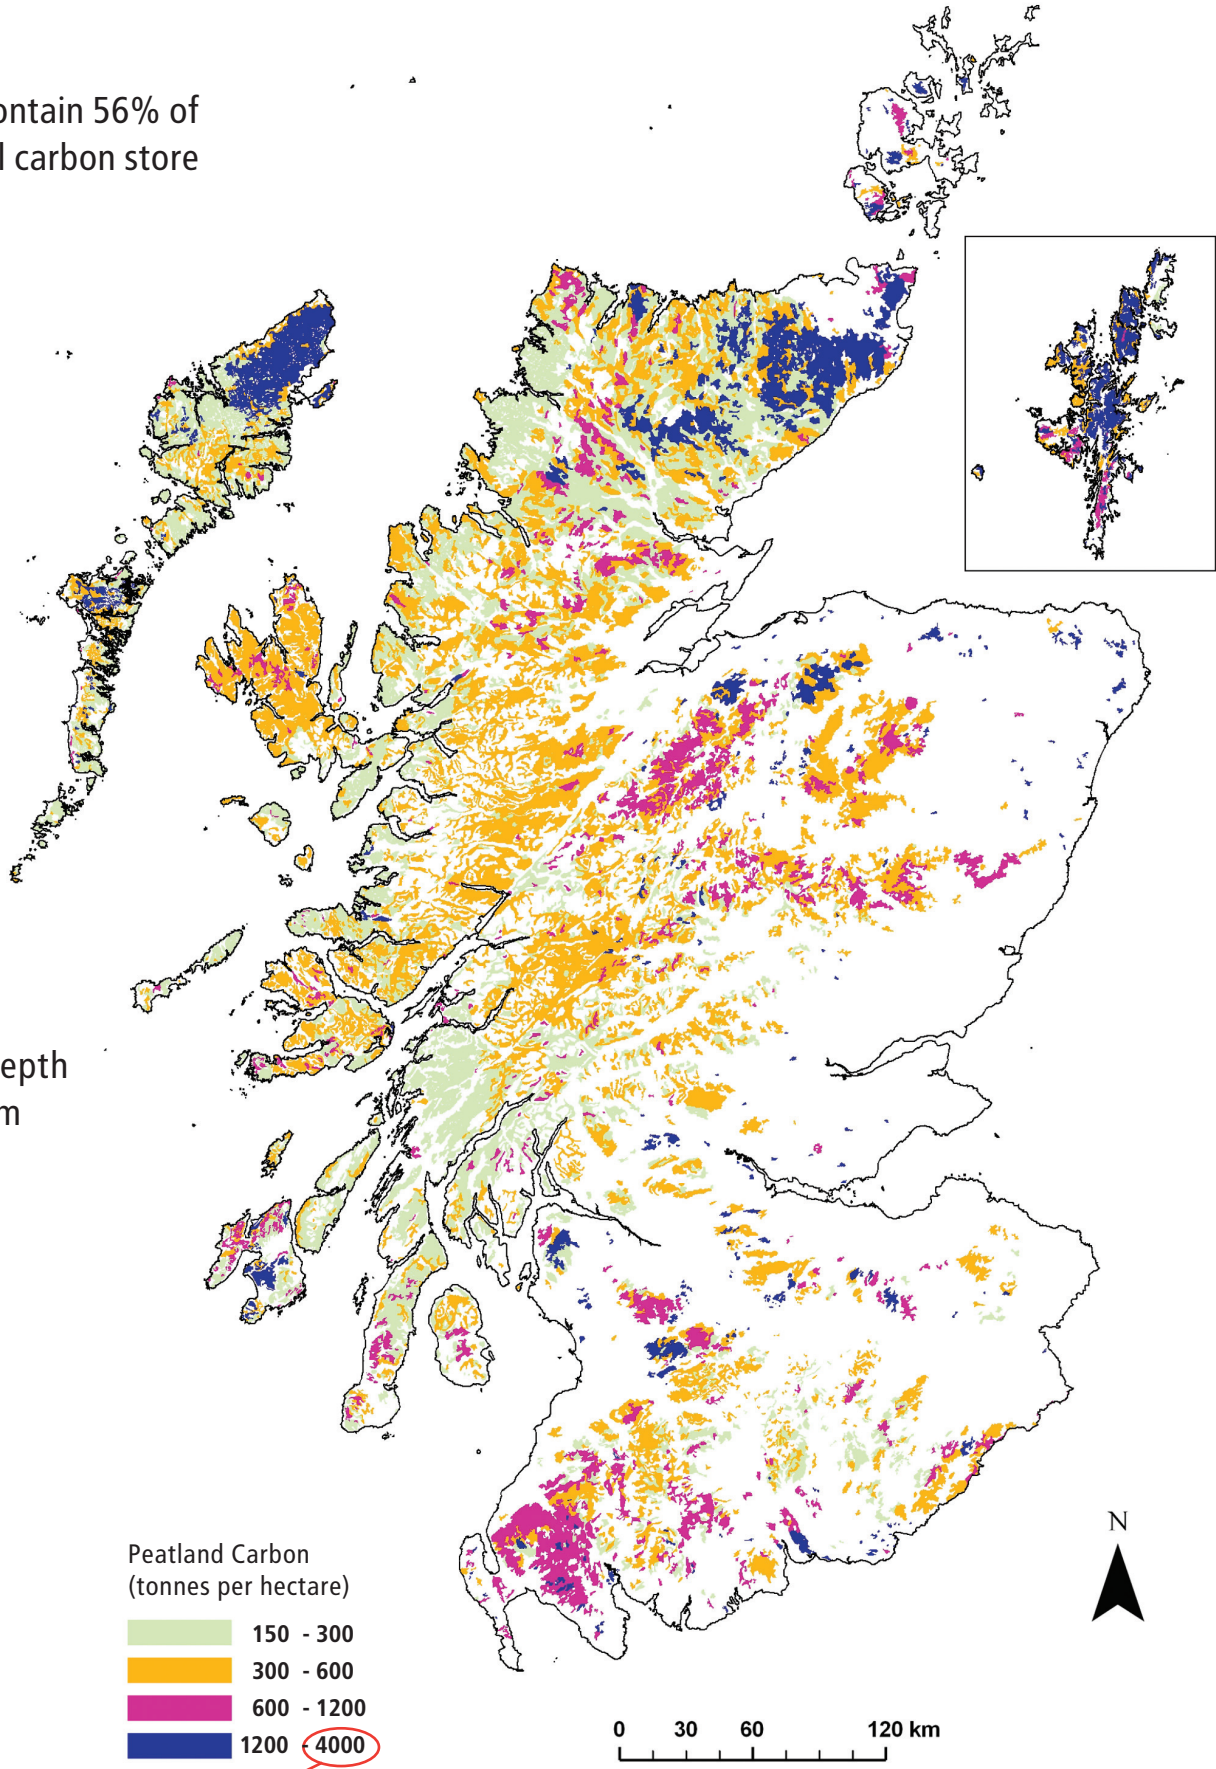 ontain 56% of
l carbon store
epth
m
Peatland Carbon
(tonnes per hectare)
150 - 300
300 - 600
600 - 1200
1200 - 4000
N
0 30 60 120 km